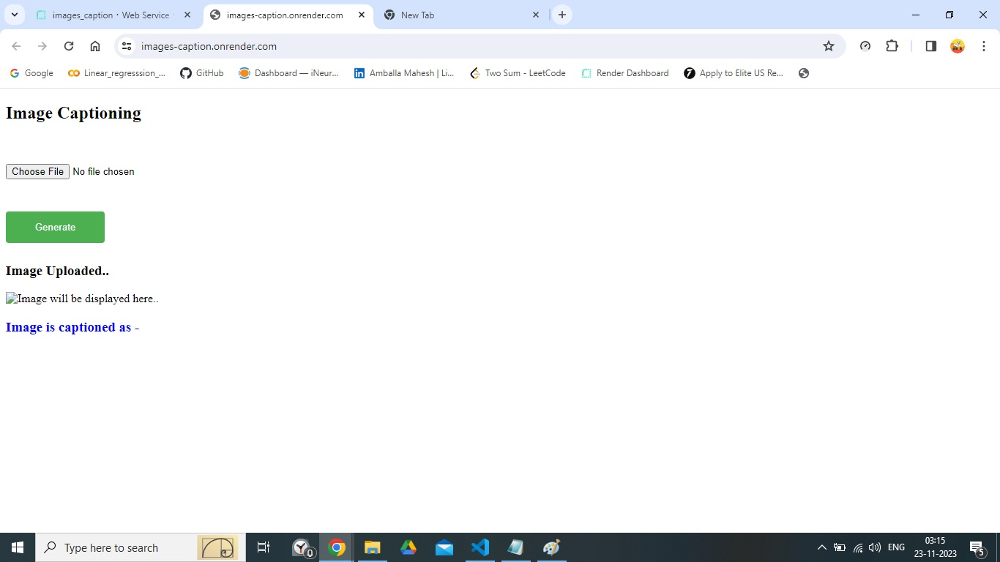 images_caption · Web Service
images-caption.onrender.com
New Tab
images-caption.onrender.com
Google
Linear_regresssion_...
GitHub
Dashboard — iNeur...
Amballa Mahesh | Li...
Two Sum - LeetCode
Render Dashboard
Apply to Elite US Re...
Image Captioning
Choose File No file chosen
Generate
Image Uploaded..
Image will be displayed here..
Image is captioned as -
Type here to search
0
ENG
03:15
23-11-2023
5